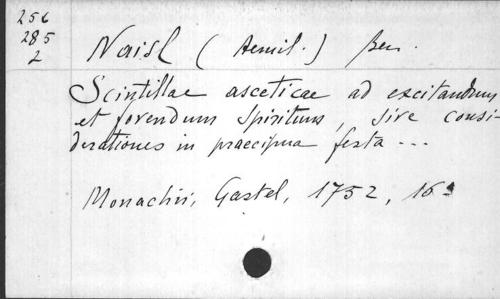 256
285
2
Naisl (Aemil.) Ben.
Scintillae asceticae ad excitandum
et fovendum spiritum, sive consi-
derationes in praecipua festa ...
Monachii, Gastel, 1752, 16°